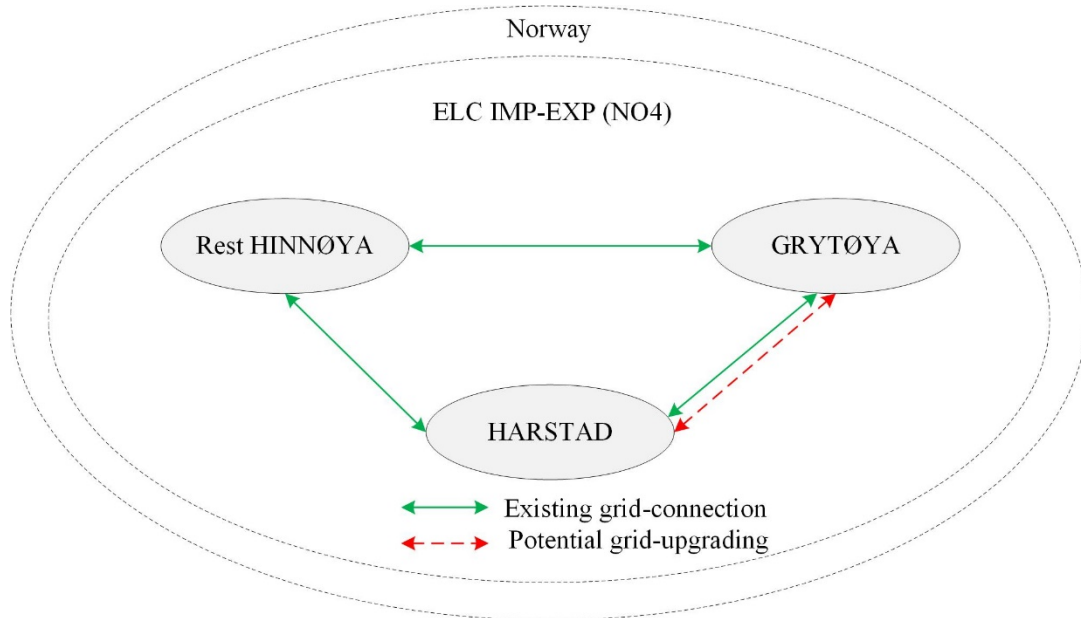 Norway
ELC IMP-EXP (NO4)
Rest HINNØYA
GRYTØYA
HARSTAD
Existing grid-connection
Potential grid-upgrading